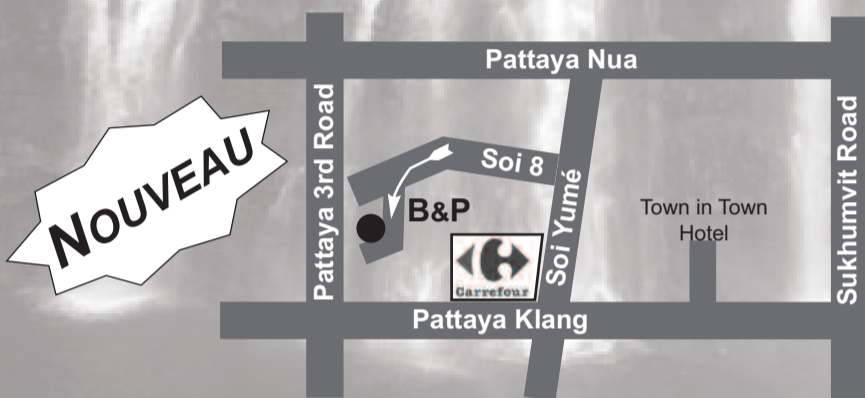 Pattaya Nua
NOUVEAU
Pattaya 3rd Road
Soi 8
B&P
Soi Yumé
Carrefour
Town in Town
Hotel
Sukhumvit Road
Pattaya Klang